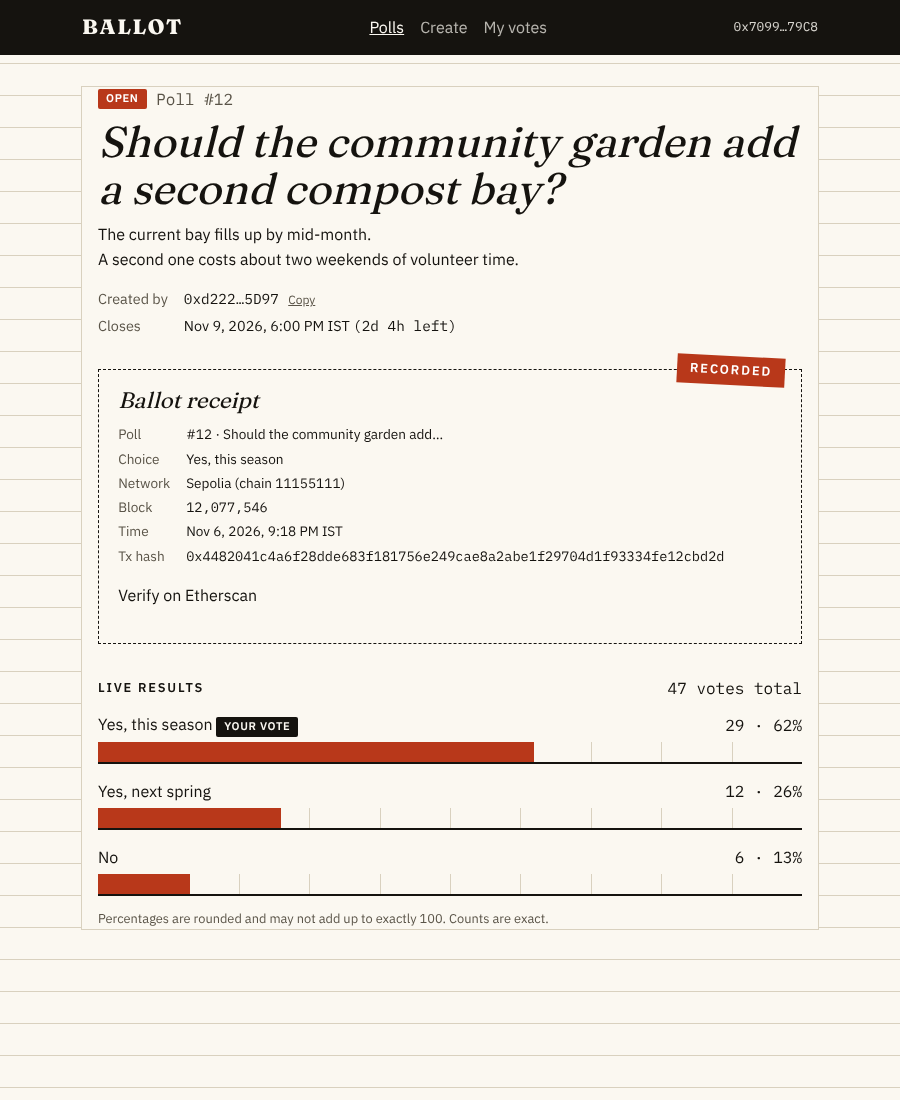 BALLOT Polls Create My votes 0x7099…79C8
OPEN Poll #12
Should the community garden add
a second compost bay?
The current bay fills up by mid-month.
A second one costs about two weekends of volunteer time.
Created by 0xd222…5D97 Copy
Closes Nov 9, 2026, 6:00 PM IST (2d 4h left)
RECORDED
Ballot receipt
Poll #12 · Should the community garden add…
Choice Yes, this season
Network Sepolia (chain 11155111)
Block 12,077,546
Time Nov 6, 2026, 9:18 PM IST
Tx hash 0x4482041c4a6f28dde683f181756e249cae8a2abe1f29704d1f93334fe12cbd2d
Verify on Etherscan
LIVE RESULTS 47 votes total
Yes, this season YOUR VOTE 29 · 62%
Yes, next spring 12 · 26%
No 6 · 13%
Percentages are rounded and may not add up to exactly 100. Counts are exact.